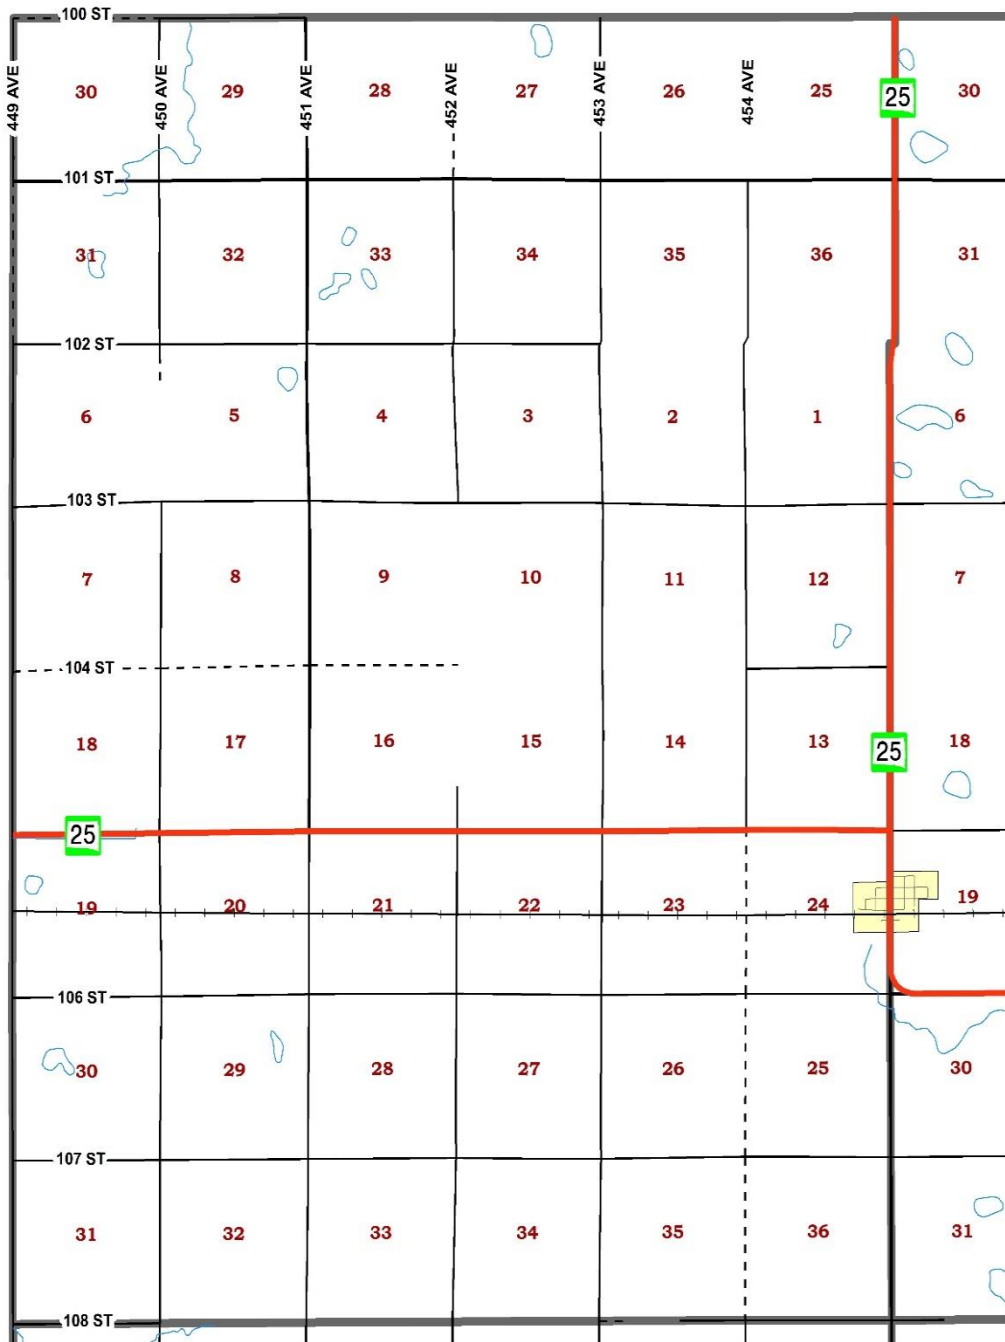 100 ST
449 AVE
450 AVE
451 AVE
452 AVE
453 AVE
454 AVE
30 29 28 27 26 25 25 30
101 ST
31 32 33 34 35 36 31
102 ST
6 5 4 3 2 1 6
103 ST
7 8 9 10 11 12 7
104 ST
18 17 16 15 14 13 25 18
25
19 20 21 22 23 24 19
106 ST
30 29 28 27 26 25 30
107 ST
31 32 33 34 35 36 31
108 ST